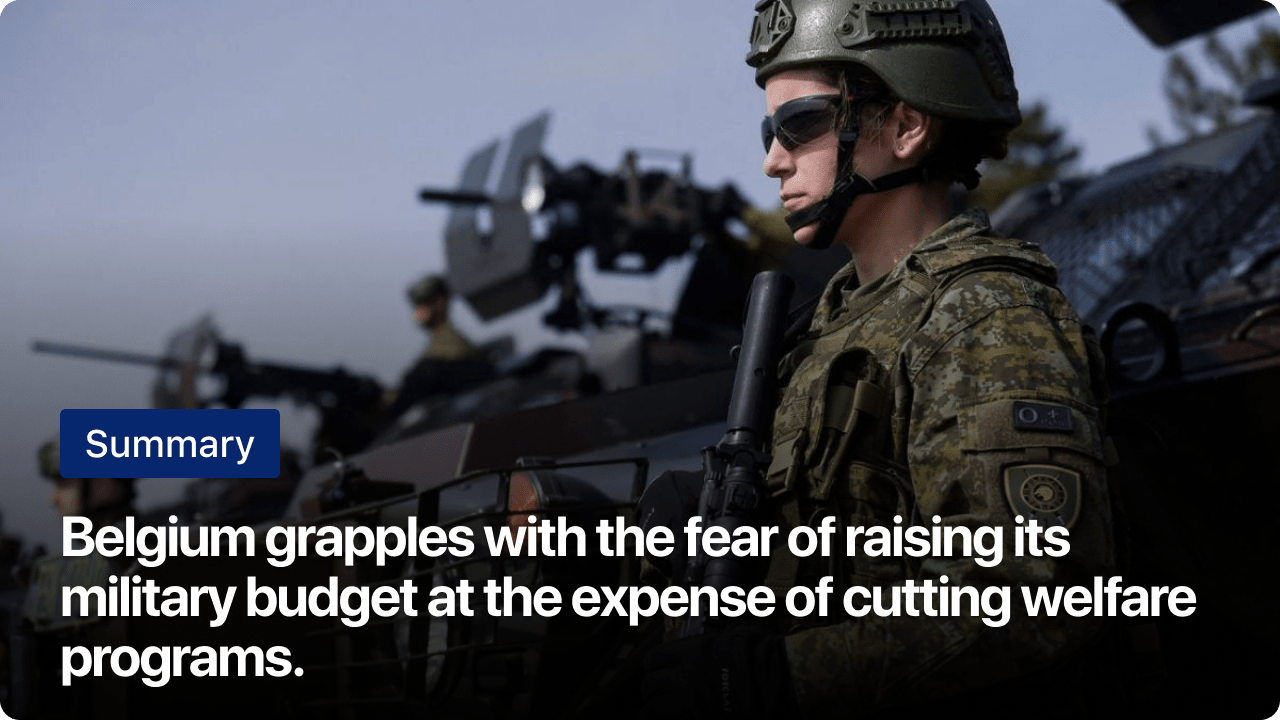 Summary
Belgium grapples with the fear of raising its
military budget at the expense of cutting welfare
programs.